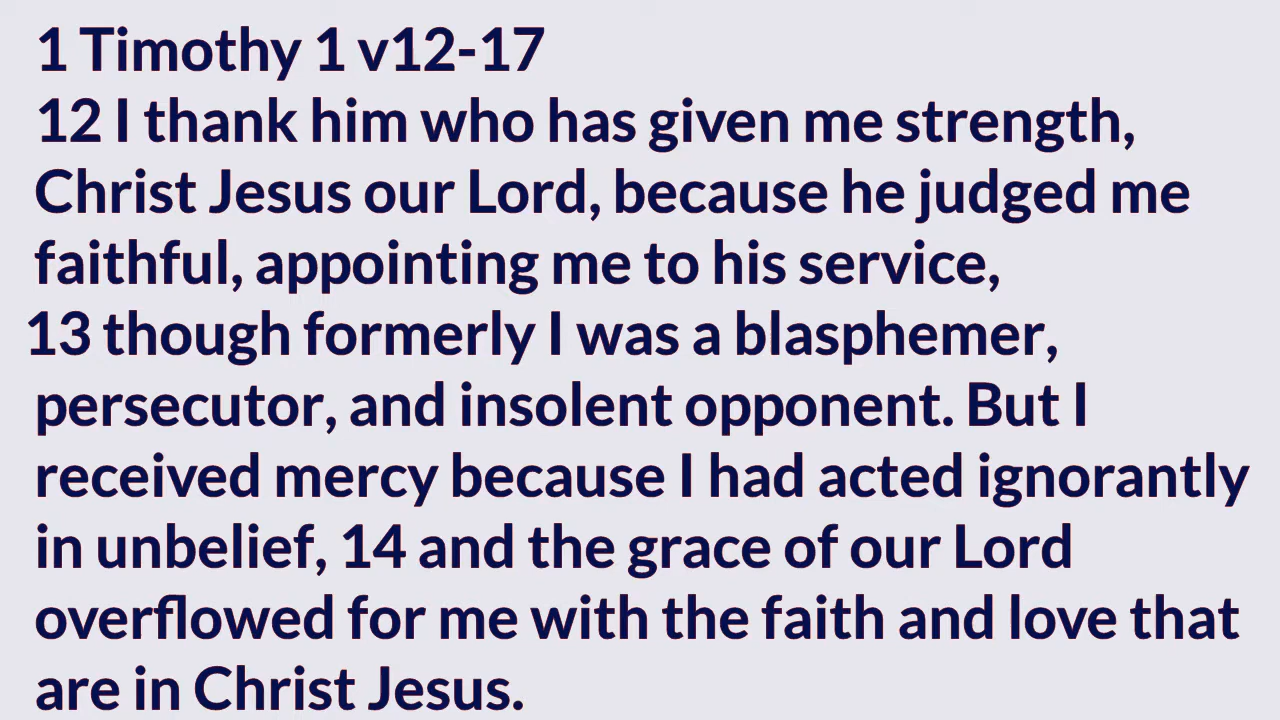 1 Timothy 1 v12-17
12 I thank him who has given me strength,
Christ Jesus our Lord, because he judged me
faithful, appointing me to his service,
13 though formerly I was a blasphemer,
persecutor, and insolent opponent. But I
received mercy because I had acted ignorantly
in unbelief, 14 and the grace of our Lord
overflowed for me with the faith and love that
are in Christ Jesus.